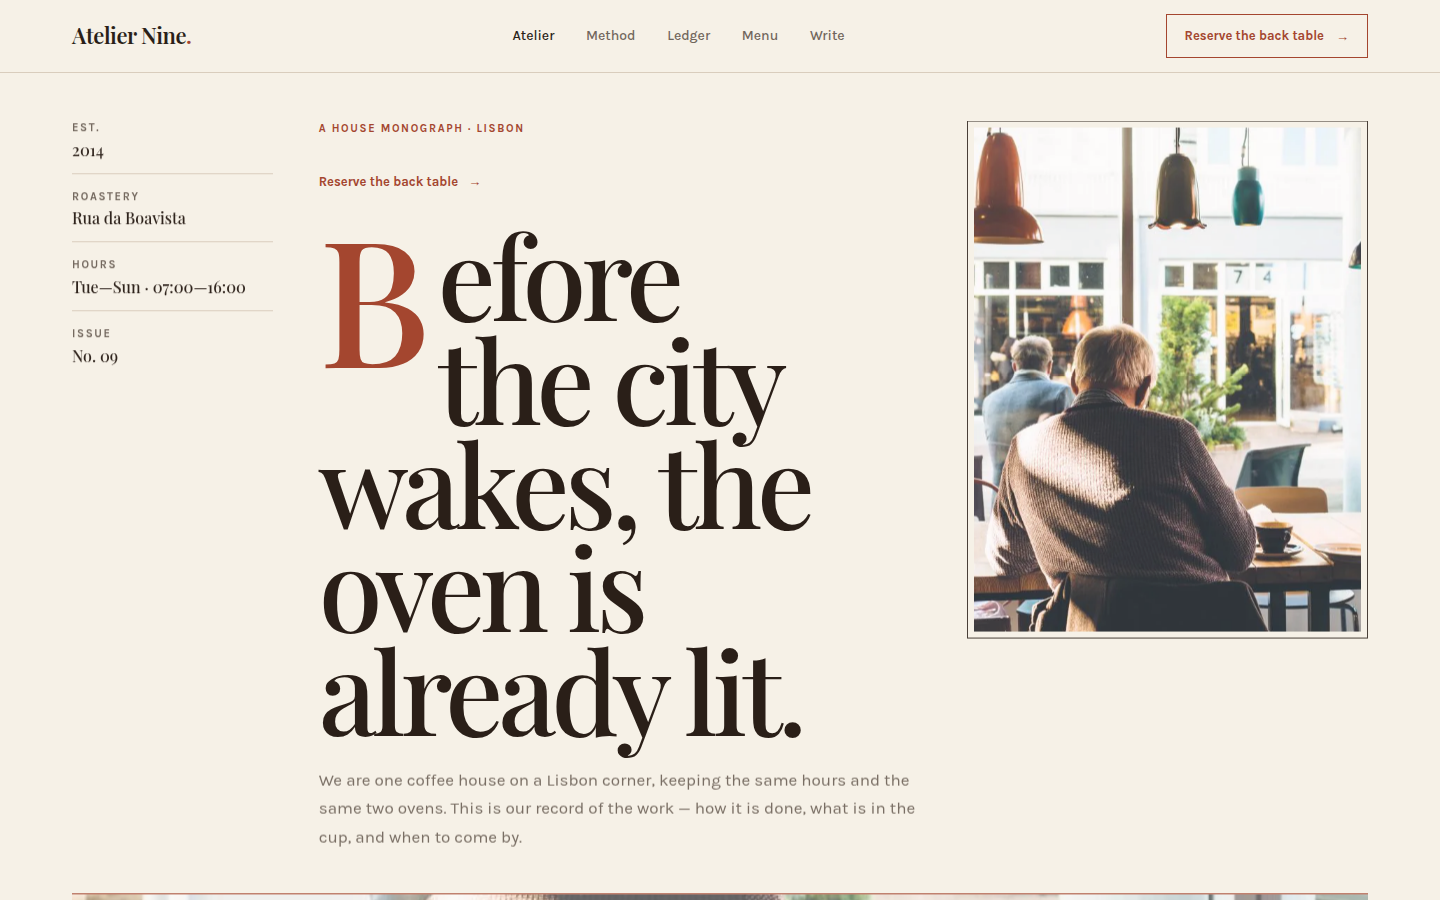 Atelier Nine.
Atelier Method Ledger Menu Write
Reserve the back table →
EST.
2014
ROASTERY
Rua da Boavista
HOURS
Tue—Sun · 07:00—16:00
ISSUE
No. 09
A HOUSE MONOGRAPH · LISBON
Reserve the back table →
Before
the city
wakes, the
oven is
already lit.
We are one coffee house on a Lisbon corner, keeping the same hours and the
same two ovens. This is our record of the work — how it is done, what is in the
cup, and when to come by.
7 4